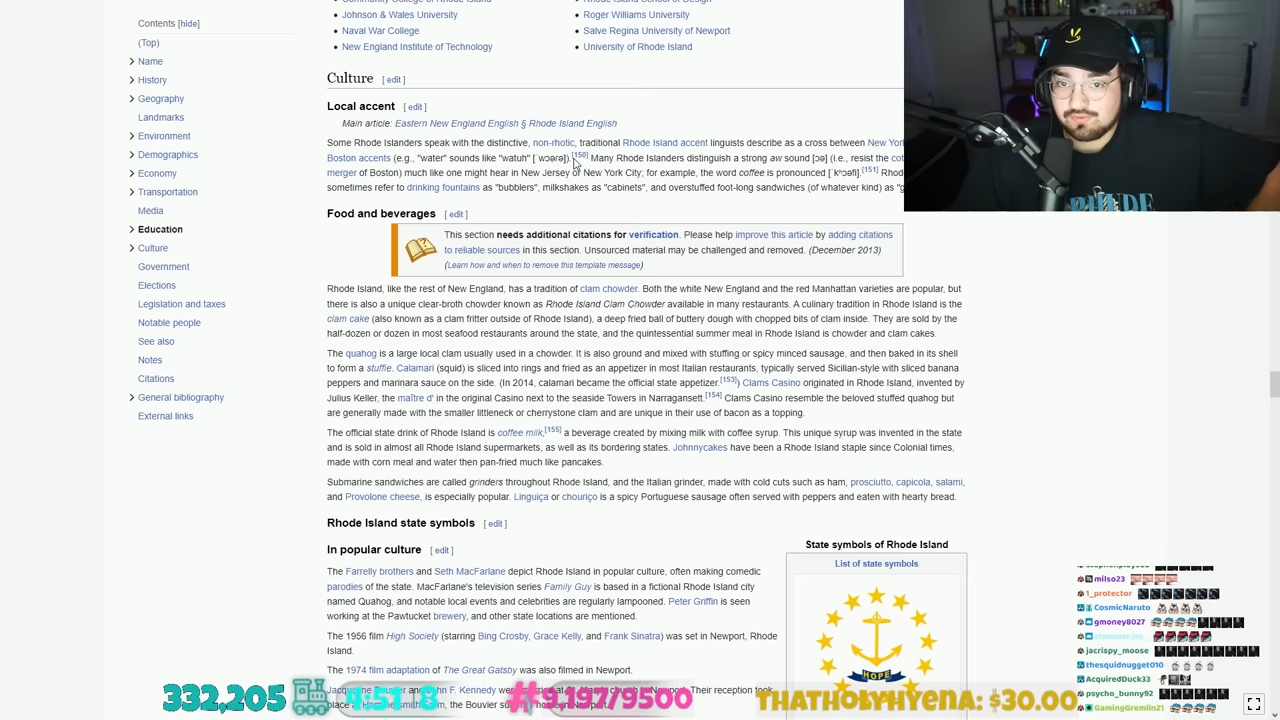 Contents [hide]
(Top)
Name
History
Geography
Landmarks
Environment
Demographics
Economy
Transportation
Media
Education
Culture
Government
Elections
Legislation and taxes
Notable people
See also
Notes
Citations
General bibliography
External links
Johnson & Wales University
Naval War College
New England Institute of Technology
Roger Williams University
Salve Regina University of Newport
University of Rhode Island
Culture [ edit ]
Local accent [ edit ]
Main article: Eastern New England English § Rhode Island English
Some Rhode Islanders speak with the distinctive, non-rhotic, traditional Rhode Island accent linguists describe as a cross between New York
Boston accents (e.g., "water" sounds like "watuh" [ˈwɔəɾə]).[150] Many Rhode Islanders distinguish a strong aw sound [ɔə] (i.e., resist the cot
merger of Boston) much like one might hear in New Jersey or New York City; for example, the word coffee is pronounced [ˈkʰɔəfi].[151] Rhod
sometimes refer to drinking fountains as "bubblers", milkshakes as "cabinets", and overstuffed foot-long sandwiches (of whatever kind) as "g
Food and beverages [ edit ]
This section needs additional citations for verification. Please help improve this article by adding citations
to reliable sources in this section. Unsourced material may be challenged and removed. (December 2013)
(Learn how and when to remove this template message)
Rhode Island, like the rest of New England, has a tradition of clam chowder. Both the white New England and the red Manhattan varieties are popular, but
there is also a unique clear-broth chowder known as Rhode Island Clam Chowder available in many restaurants. A culinary tradition in Rhode Island is the
clam cake (also known as a clam fritter outside of Rhode Island), a deep fried ball of buttery dough with chopped bits of clam inside. They are sold by the
half-dozen or dozen in most seafood restaurants around the state, and the quintessential summer meal in Rhode Island is chowder and clam cakes.
The quahog is a large local clam usually used in a chowder. It is also ground and mixed with stuffing or spicy minced sausage, and then baked in its shell
to form a stuffie. Calamari (squid) is sliced into rings and fried as an appetizer in most Italian restaurants, typically served Sicilian-style with sliced banana
peppers and marinara sauce on the side. (In 2014, calamari became the official state appetizer.[153]) Clams Casino originated in Rhode Island, invented by
Julius Keller, the maître d' in the original Casino next to the seaside Towers in Narragansett.[154] Clams Casino resemble the beloved stuffed quahog but
are generally made with the smaller littleneck or cherrystone clam and are unique in their use of bacon as a topping.
The official state drink of Rhode Island is coffee milk,[155] a beverage created by mixing milk with coffee syrup. This unique syrup was invented in the state
and is sold in almost all Rhode Island supermarkets, as well as its bordering states. Johnnycakes have been a Rhode Island staple since Colonial times,
made with corn meal and water then pan-fried much like pancakes.
Submarine sandwiches are called grinders throughout Rhode Island, and the Italian grinder, made with cold cuts such as ham, prosciutto, capicola, salami,
and Provolone cheese, is especially popular. Linguiça or chouriço is a spicy Portuguese sausage often served with peppers and eaten with hearty bread.
Rhode Island state symbols [ edit ]
In popular culture [ edit ]
The Farrelly brothers and Seth MacFarlane depict Rhode Island in popular culture, often making comedic
parodies of the state. MacFarlane's television series Family Guy is based in a fictional Rhode Island city
named Quahog, and notable local events and celebrities are regularly lampooned. Peter Griffin is seen
working at the Pawtucket brewery, and other state locations are mentioned.
The 1956 film High Society (starring Bing Crosby, Grace Kelly, and Frank Sinatra) was set in Newport, Rhode
Island.
The 1974 film adaptation of The Great Gatsby was also filmed in Newport.
State symbols of Rhode Island
List of state symbols
HOPE
milso23
1_protector
CosmicNaruto
gmoney8027
jacrispy_moose
thesquidnugget010
AcquiredDuck33
psycho_bunny92
GamingGremlin21
332,205
THATHOBYHYENA: $30.00